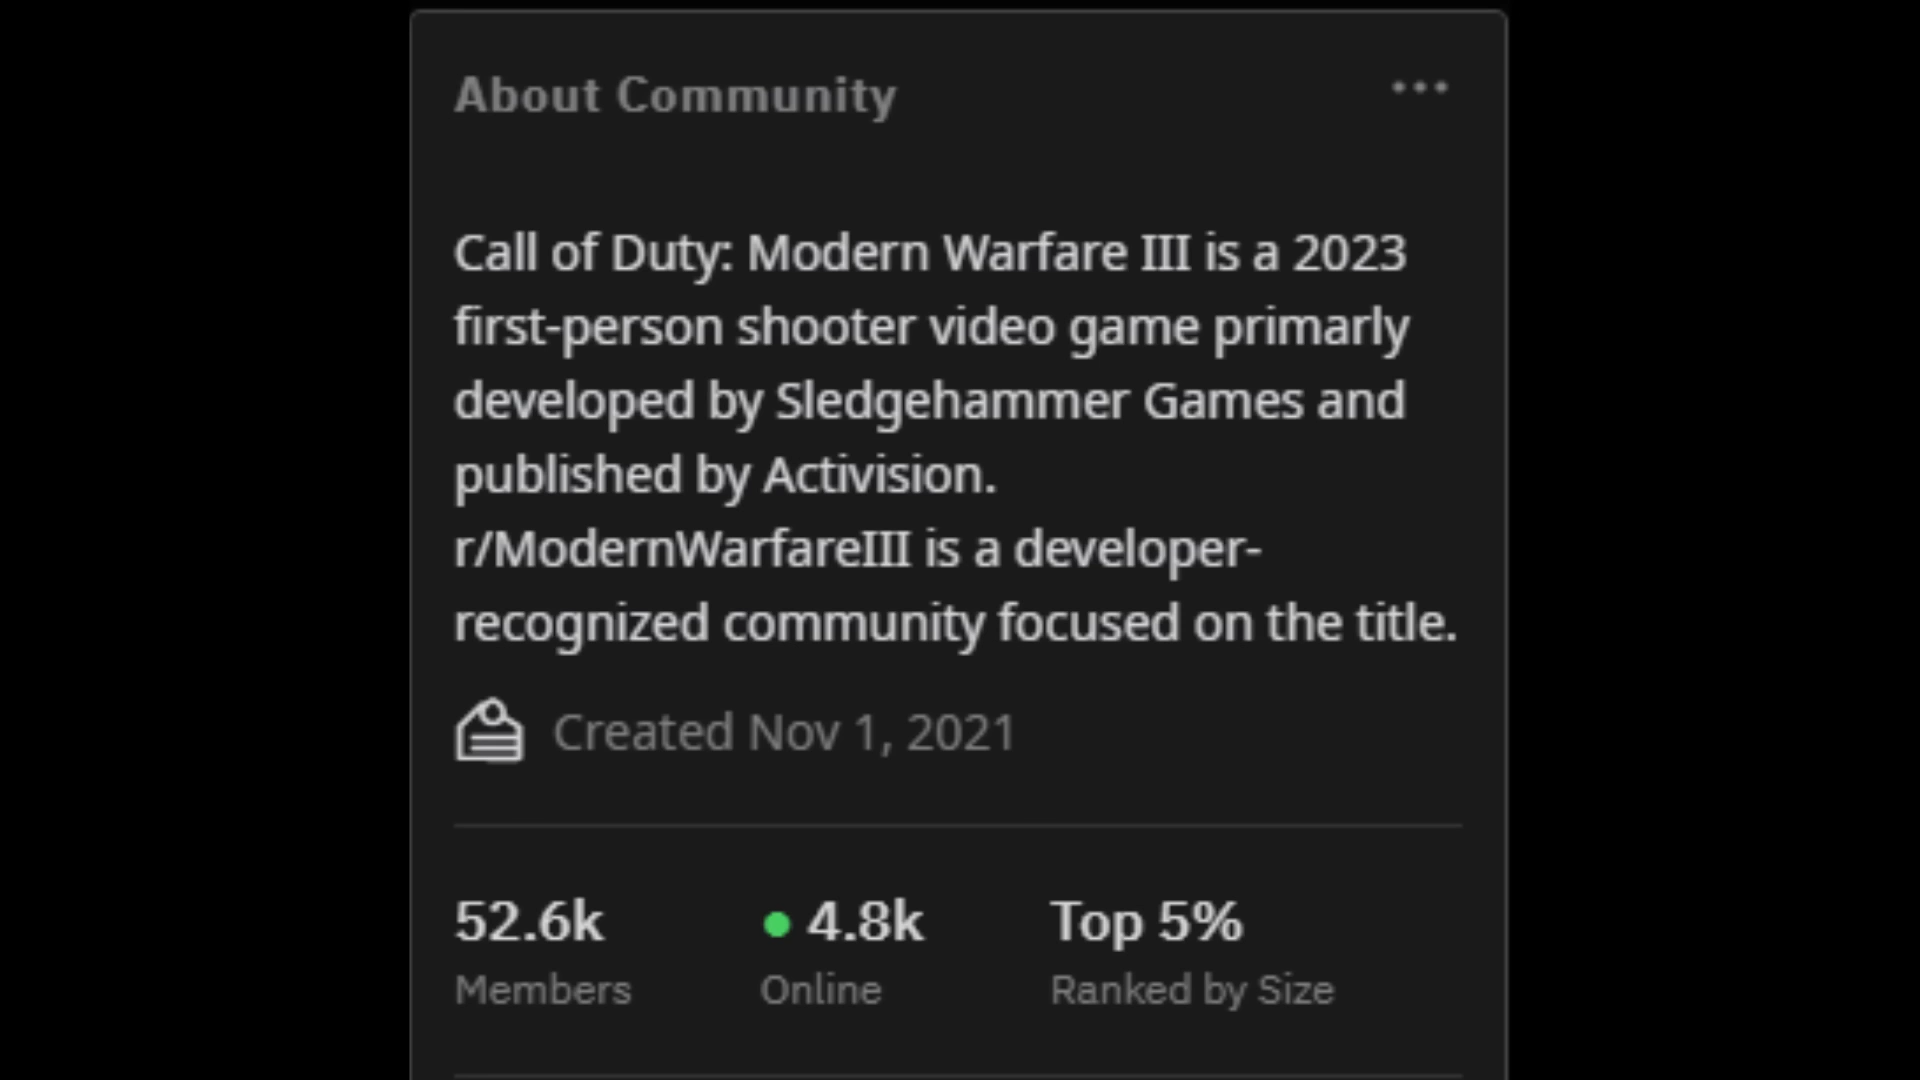 About Community
Call of Duty: Modern Warfare III is a 2023
first-person shooter video game primarly
developed by Sledgehammer Games and
published by Activision.
r/ModernWarfareIII is a developer-
recognized community focused on the title.
Created Nov 1, 2021
52.6k 4.8k Top 5%
Members Online Ranked by Size